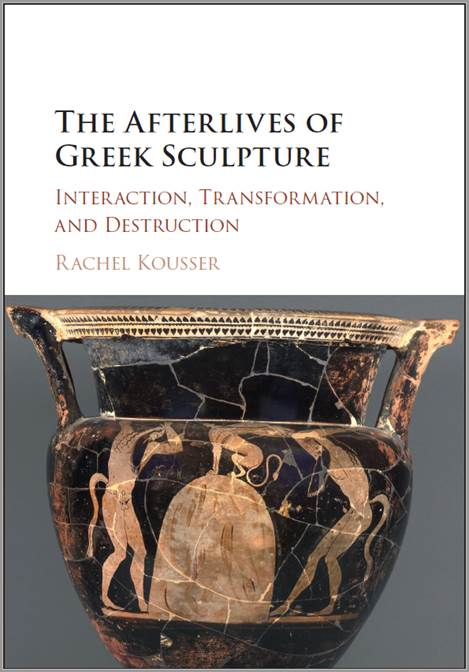 THE AFTERLIVES OF
GREEK SCULPTURE
INTERACTION, TRANSFORMATION,
AND DESTRUCTION
RACHEL KOUSSER